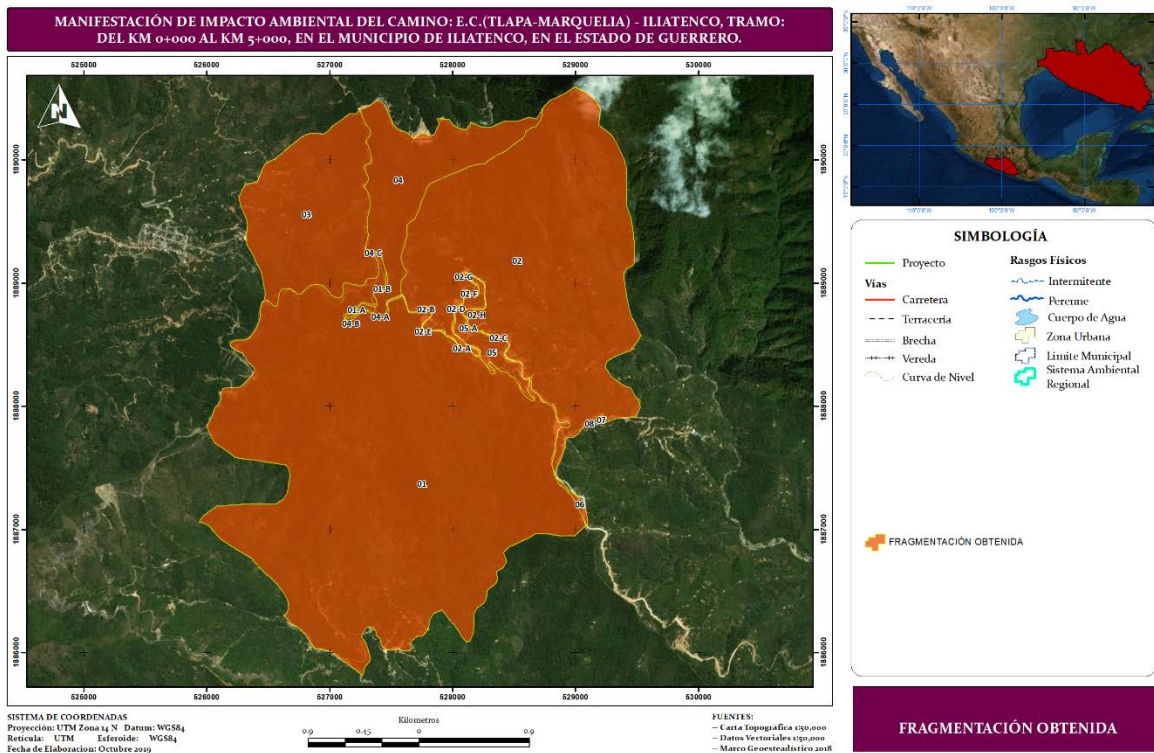 MANIFESTACIÓN DE IMPACTO AMBIENTAL DEL CAMINO: E.C.(TLAPA-MARQUELIA) - ILIATENCO, TRAMO:
DEL KM 0+000 AL KM 5+000, EN EL MUNICIPIO DE ILIATENCO, EN EL ESTADO DE GUERRERO.
525000 526000 527000 528000 529000 530000
1890000 1890000
1889000 1889000
1888000 1888000
1887000 1887000
1886000 1886000
N
04
03
04-C
02
02-G
01-B
02-F
01-A
02-B
02-D
02-H
04-B
04-A
02-E
05-A
02-C
02-A
05
08
07
01
06
525000 526000 527000 528000 529000 530000
SIMBOLOGÍA
Proyecto
Vías
Carretera
Terracería
Brecha
Vereda
Curva de Nivel
Rasgos Físicos
Intermitente
Perenne
Cuerpo de Agua
Zona Urbana
Limite Municipal
Sistema Ambiental
Regional
FRAGMENTACIÓN OBTENIDA
SISTEMA DE COORDENADAS
Proyección: UTM Zona 14 N Datum: WGS84
Retícula: UTM Esferoide: WGS84
Fecha de Elaboracion: Octubre 2019
Kilometros
0.9 0.45 0 0.9
FUENTES:
– Carta Topográfica 1:50,000
– Datos Vectoriales 1:50,000
– Marco Geoestadístico 2018
FRAGMENTACIÓN OBTENIDA